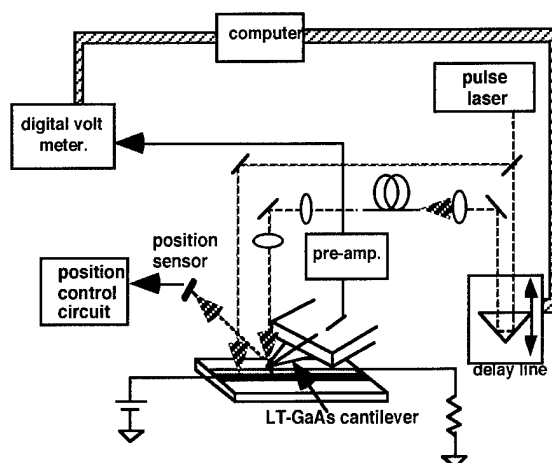 computer
pulse
laser
digital volt
meter.
position
sensor
pre-amp.
position
control
circuit
delay line
LT-GaAs cantilever